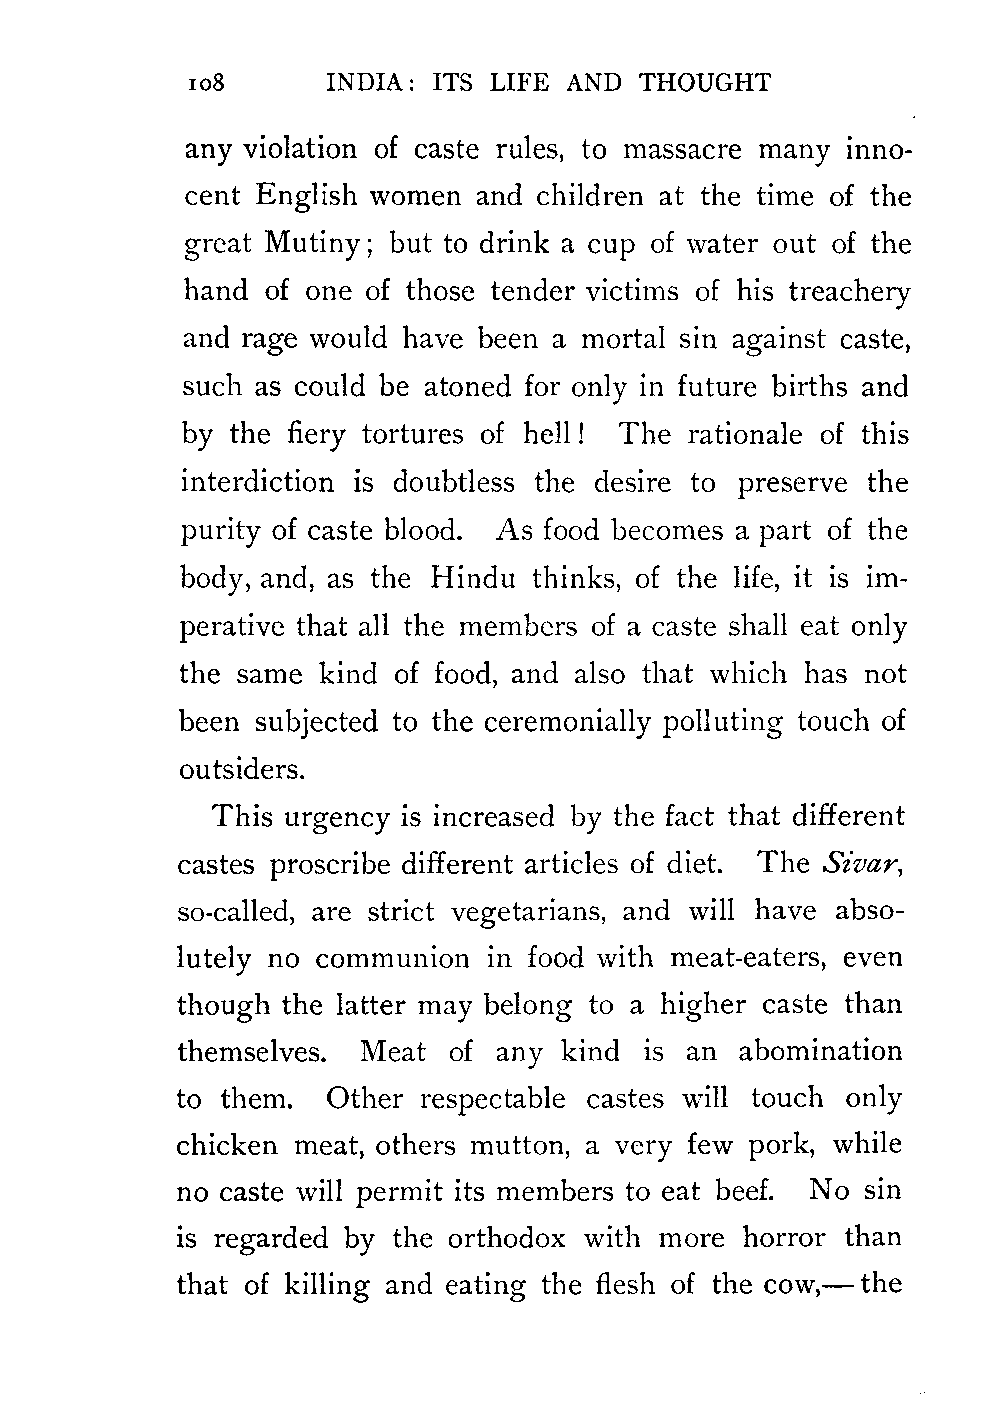 108 INDIA: ITS LIFE AND THOUGHT
any violation of caste rules, to massacre many inno-
cent English women and children at the time of the
great Mutiny; but to drink a cup of water out of the
hand of one of those tender victims of his treachery
and rage would have been a mortal sin against caste,
such as could be atoned for only in future births and
by the fiery tortures of hell! The rationale of this
interdiction is doubtless the desire to preserve the
purity of caste blood. As food becomes a part of the
body, and, as the Hindu thinks, of the life, it is im-
perative that all the members of a caste shall eat only
the same kind of food, and also that which has not
been subjected to the ceremonially polluting touch of
outsiders.
This urgency is increased by the fact that different
castes proscribe different articles of diet. The Sivar,
so-called, are strict vegetarians, and will have abso-
lutely no communion in food with meat-eaters, even
though the latter may belong to a higher caste than
themselves. Meat of any kind is an abomination
to them. Other respectable castes will touch only
chicken meat, others mutton, a very few pork, while
no caste will permit its members to eat beef. No sin
is regarded by the orthodox with more horror than
that of killing and eating the flesh of the cow,—the